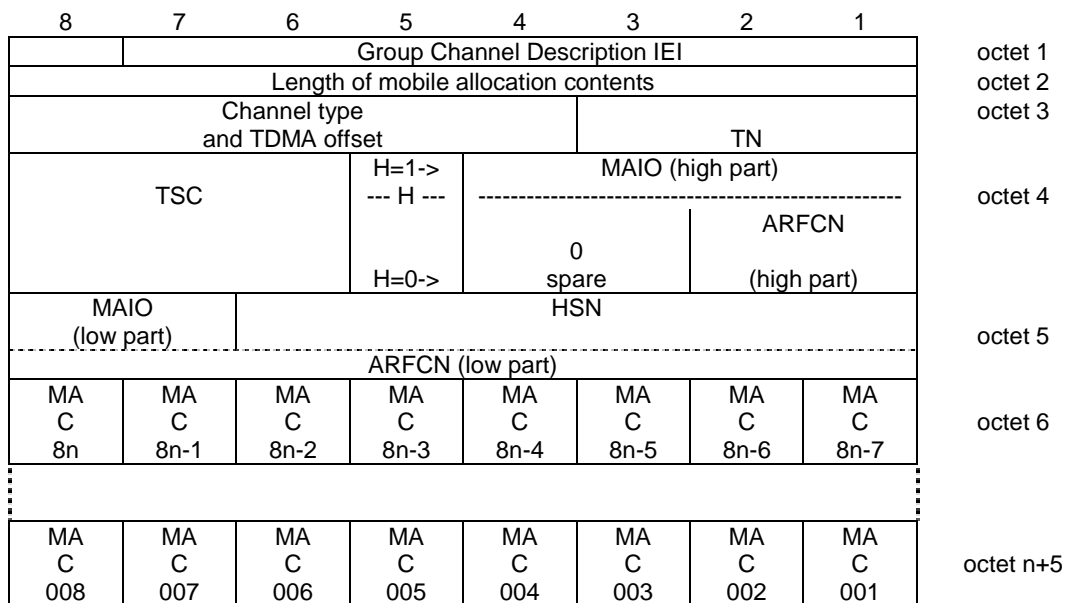 8 7 6 5 4 3 2 1
Group Channel Description IEI octet 1
Length of mobile allocation contents octet 2
Channel type octet 3
and TDMA offset TN
H=1-> MAIO (high part)
TSC --- H --- ---------------------------------------------------- octet 4
ARFCN
0
H=0-> spare (high part)
MAIO HSN
(low part) octet 5
ARFCN (low part)
MA MA MA MA MA MA MA MA
C C C C C C C C octet 6
8n 8n-1 8n-2 8n-3 8n-4 8n-5 8n-6 8n-7
MA MA MA MA MA MA MA MA
C C C C C C C C octet n+5
008 007 006 005 004 003 002 001